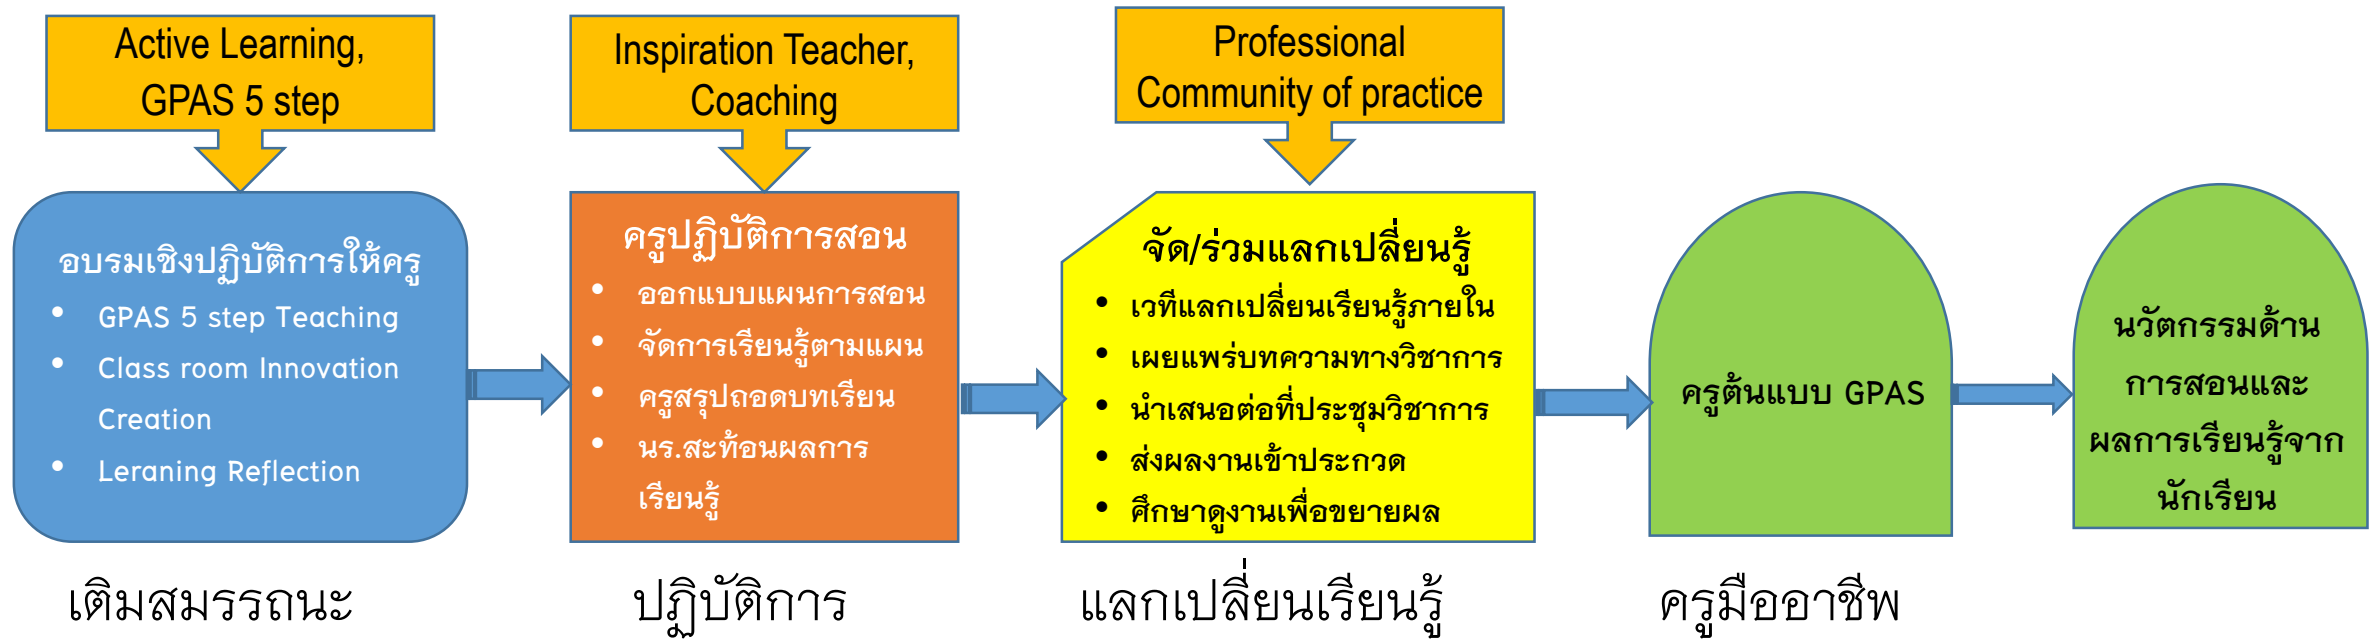 Active Learning,
GPAS 5 step
Inspiration Teacher,
Coaching
Professional
Community of practice
อบรมเชิงปฏิบัติการให้ครู
• GPAS 5 step Teaching
• Class room Innovation
Creation
• Leraning Reflection
ครูปฏิบัติการสอน
• ออกแบบแผนการสอน
• จัดการเรียนรู้ตามแผน
• ครูสรุปถอดบทเรียน
• นร.สะท้อนผลการ
เรียนรู้
จัด/ร่วมแลกเปลี่ยนรู้
• เวทีแลกเปลี่ยนเรียนรู้ภายใน
• เผยแพร่บทความทางวิชาการ
• นำเสนอต่อที่ประชุมวิชาการ
• ส่งผลงานเข้าประกวด
• ศึกษาดูงานเพื่อขยายผล
ครูต้นแบบ GPAS
นวัตกรรมด้าน
การสอนและ
ผลการเรียนรู้จาก
นักเรียน
เติมสมรรถนะ
ปฏิบัติการ
แลกเปลี่ยนเรียนรู้
ครูมืออาชีพ